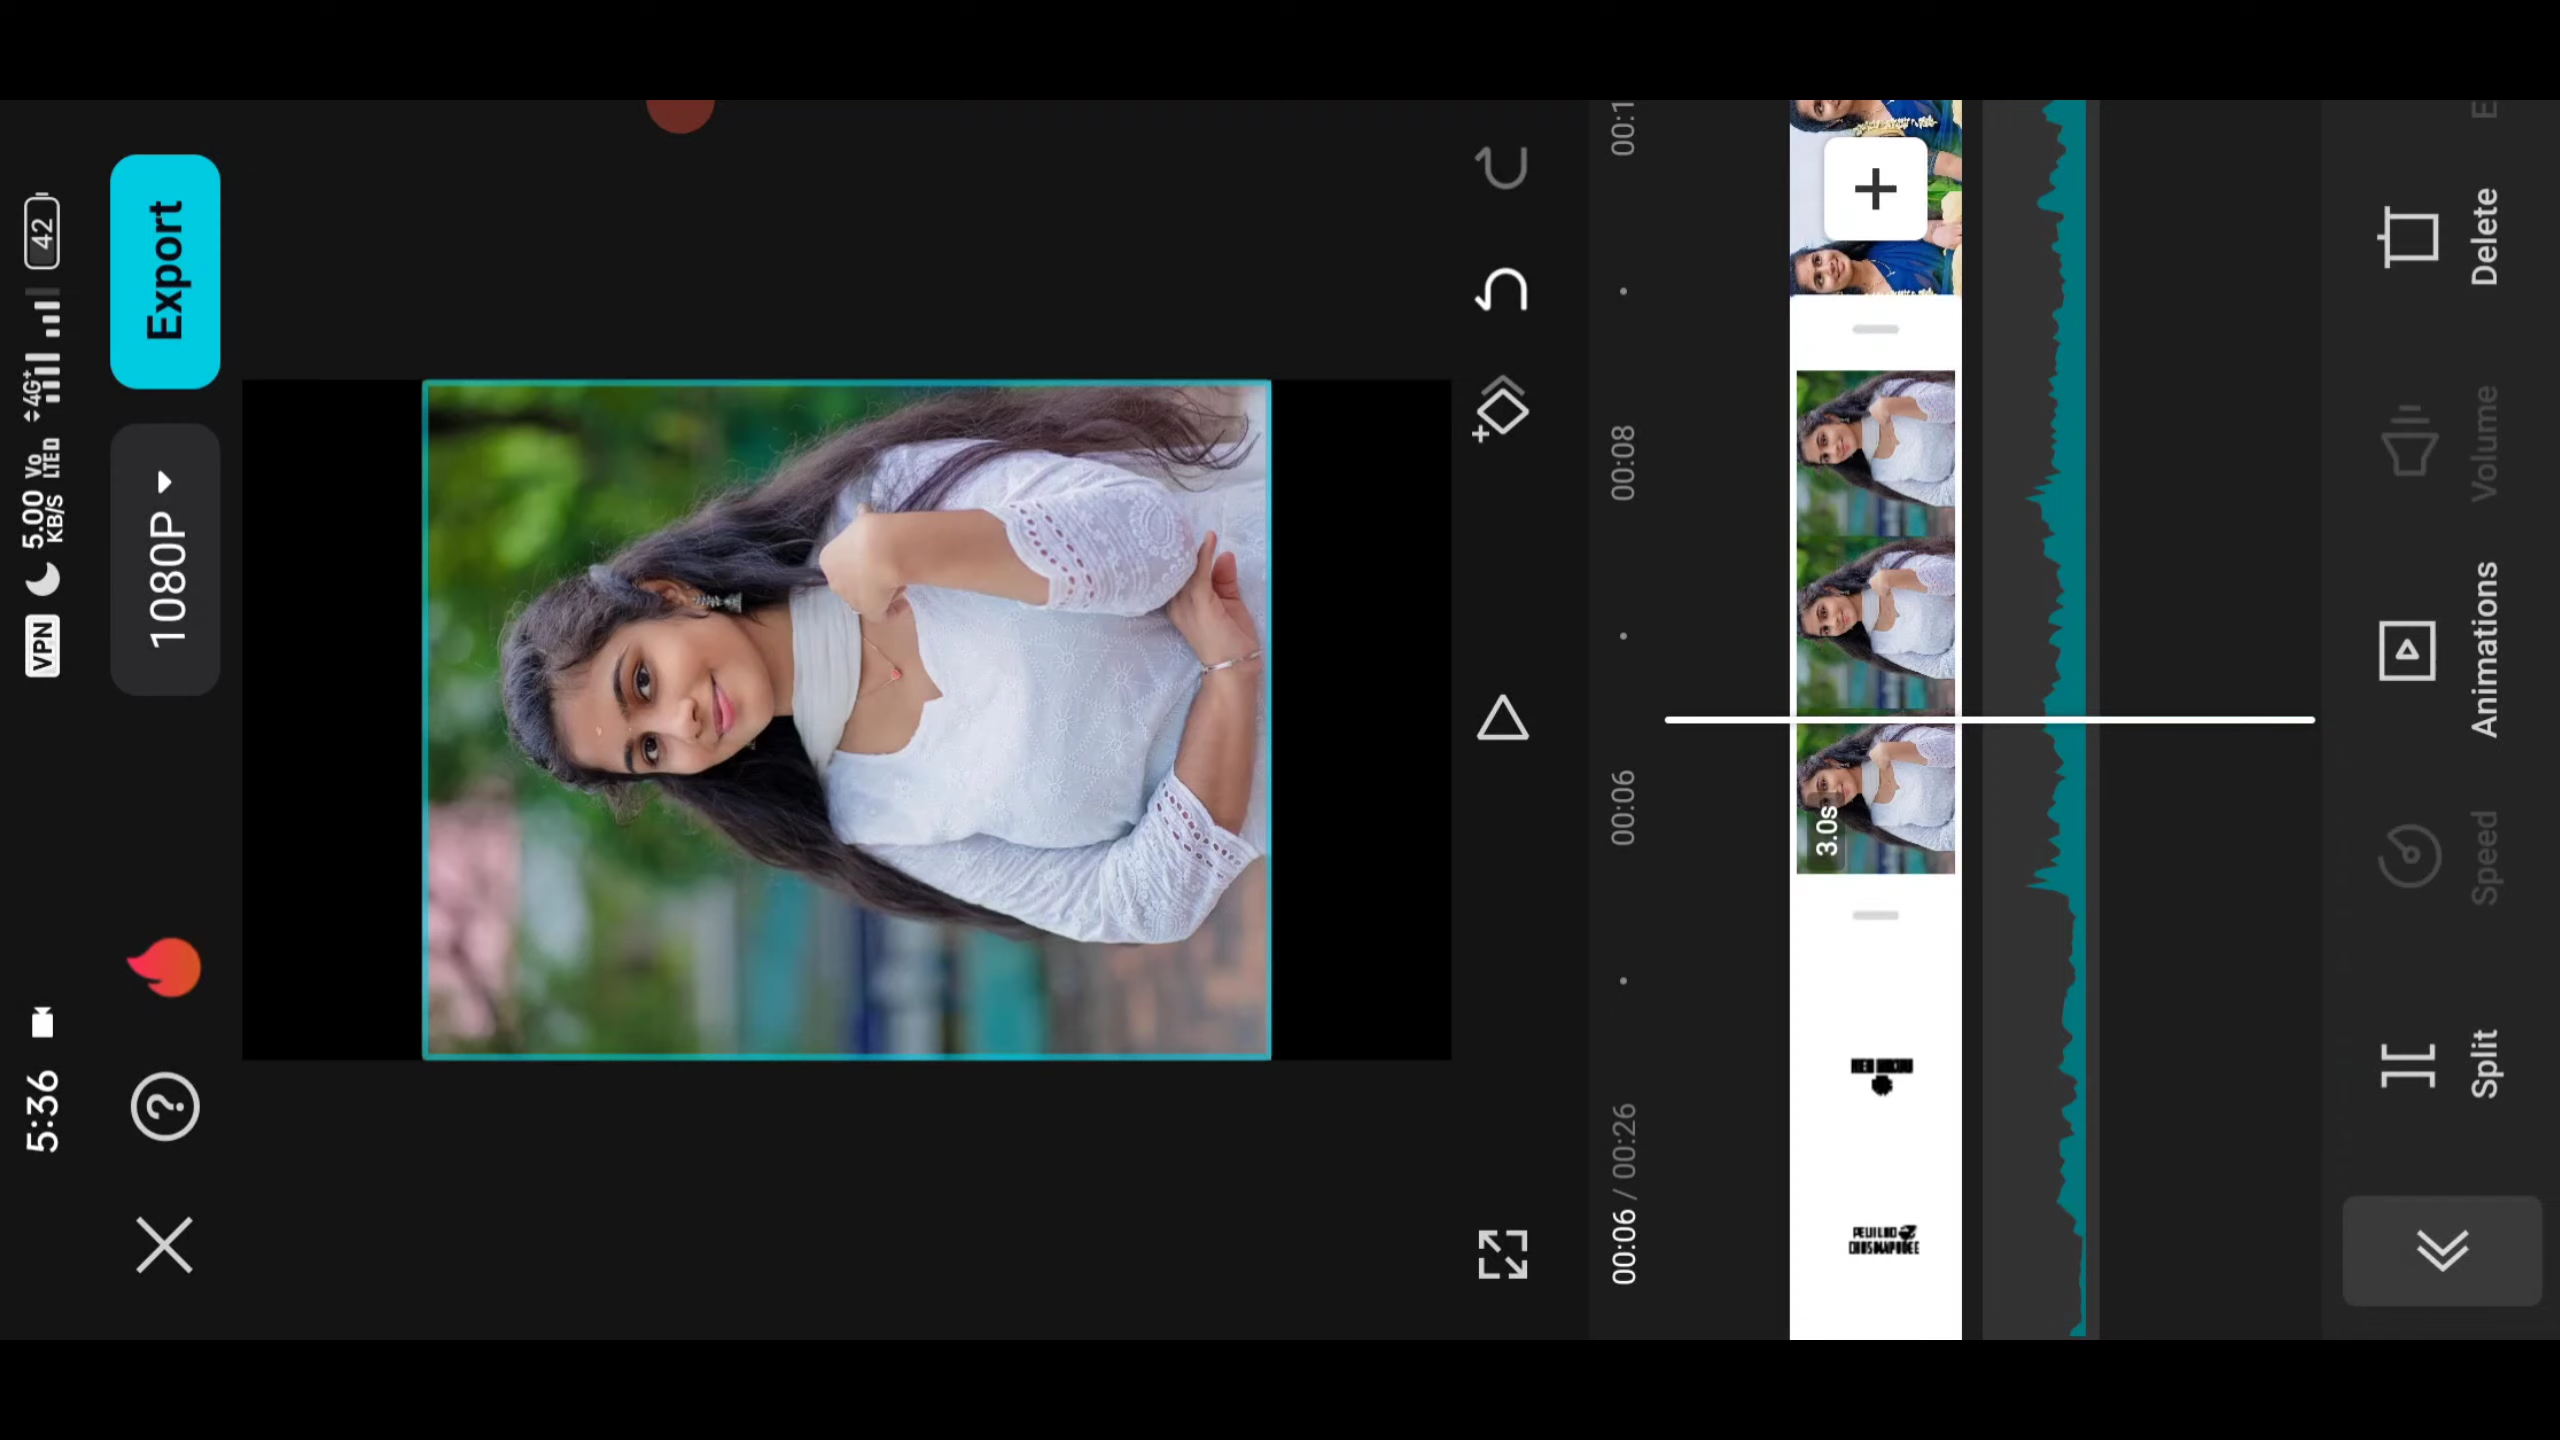 5:36
VPN
5.00 KB/S
Vo LTED
4G+
42
1080P
Export
00:06 / 00:26
00:06
00:08
00:1
3.0s
Split
Speed
Animations
Volume
Delete
E